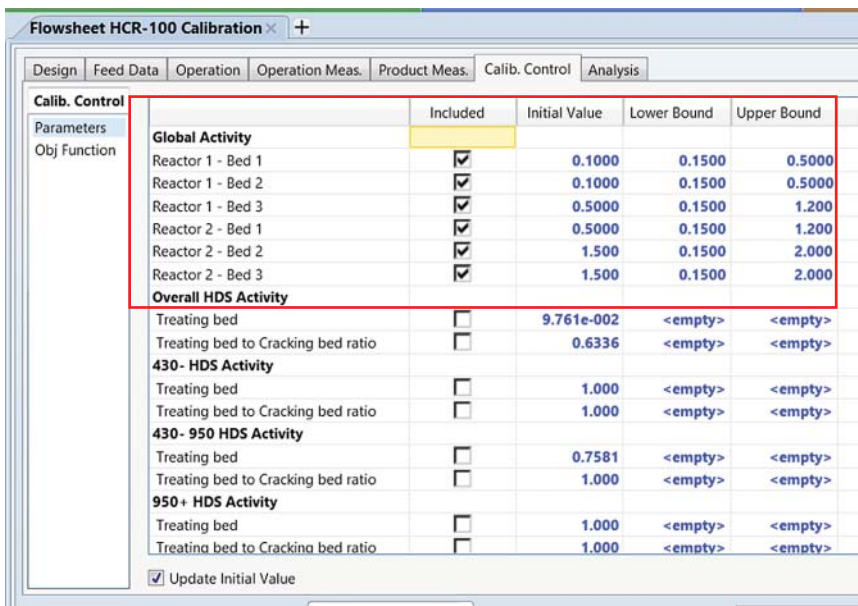 Flowsheet HCR-100 Calibration × +
Design Feed Data Operation Operation Meas. Product Meas. Calib. Control Analysis
Calib. Control
Parameters
Obj Function
Included Initial Value Lower Bound Upper Bound
Global Activity
Reactor 1 - Bed 1 0.1000 0.1500 0.5000
Reactor 1 - Bed 2 0.1000 0.1500 0.5000
Reactor 1 - Bed 3 0.5000 0.1500 1.200
Reactor 2 - Bed 1 0.5000 0.1500 1.200
Reactor 2 - Bed 2 1.500 0.1500 2.000
Reactor 2 - Bed 3 1.500 0.1500 2.000
Overall HDS Activity
Treating bed 9.761e-002 <empty> <empty>
Treating bed to Cracking bed ratio 0.6336 <empty> <empty>
430- HDS Activity
Treating bed 1.000 <empty> <empty>
Treating bed to Cracking bed ratio 1.000 <empty> <empty>
430- 950 HDS Activity
Treating bed 0.7581 <empty> <empty>
Treating bed to Cracking bed ratio 1.000 <empty> <empty>
950+ HDS Activity
Treating bed 1.000 <empty> <empty>
Treating bed to Cracking bed ratio 1.000 <empty> <empty>
Update Initial Value